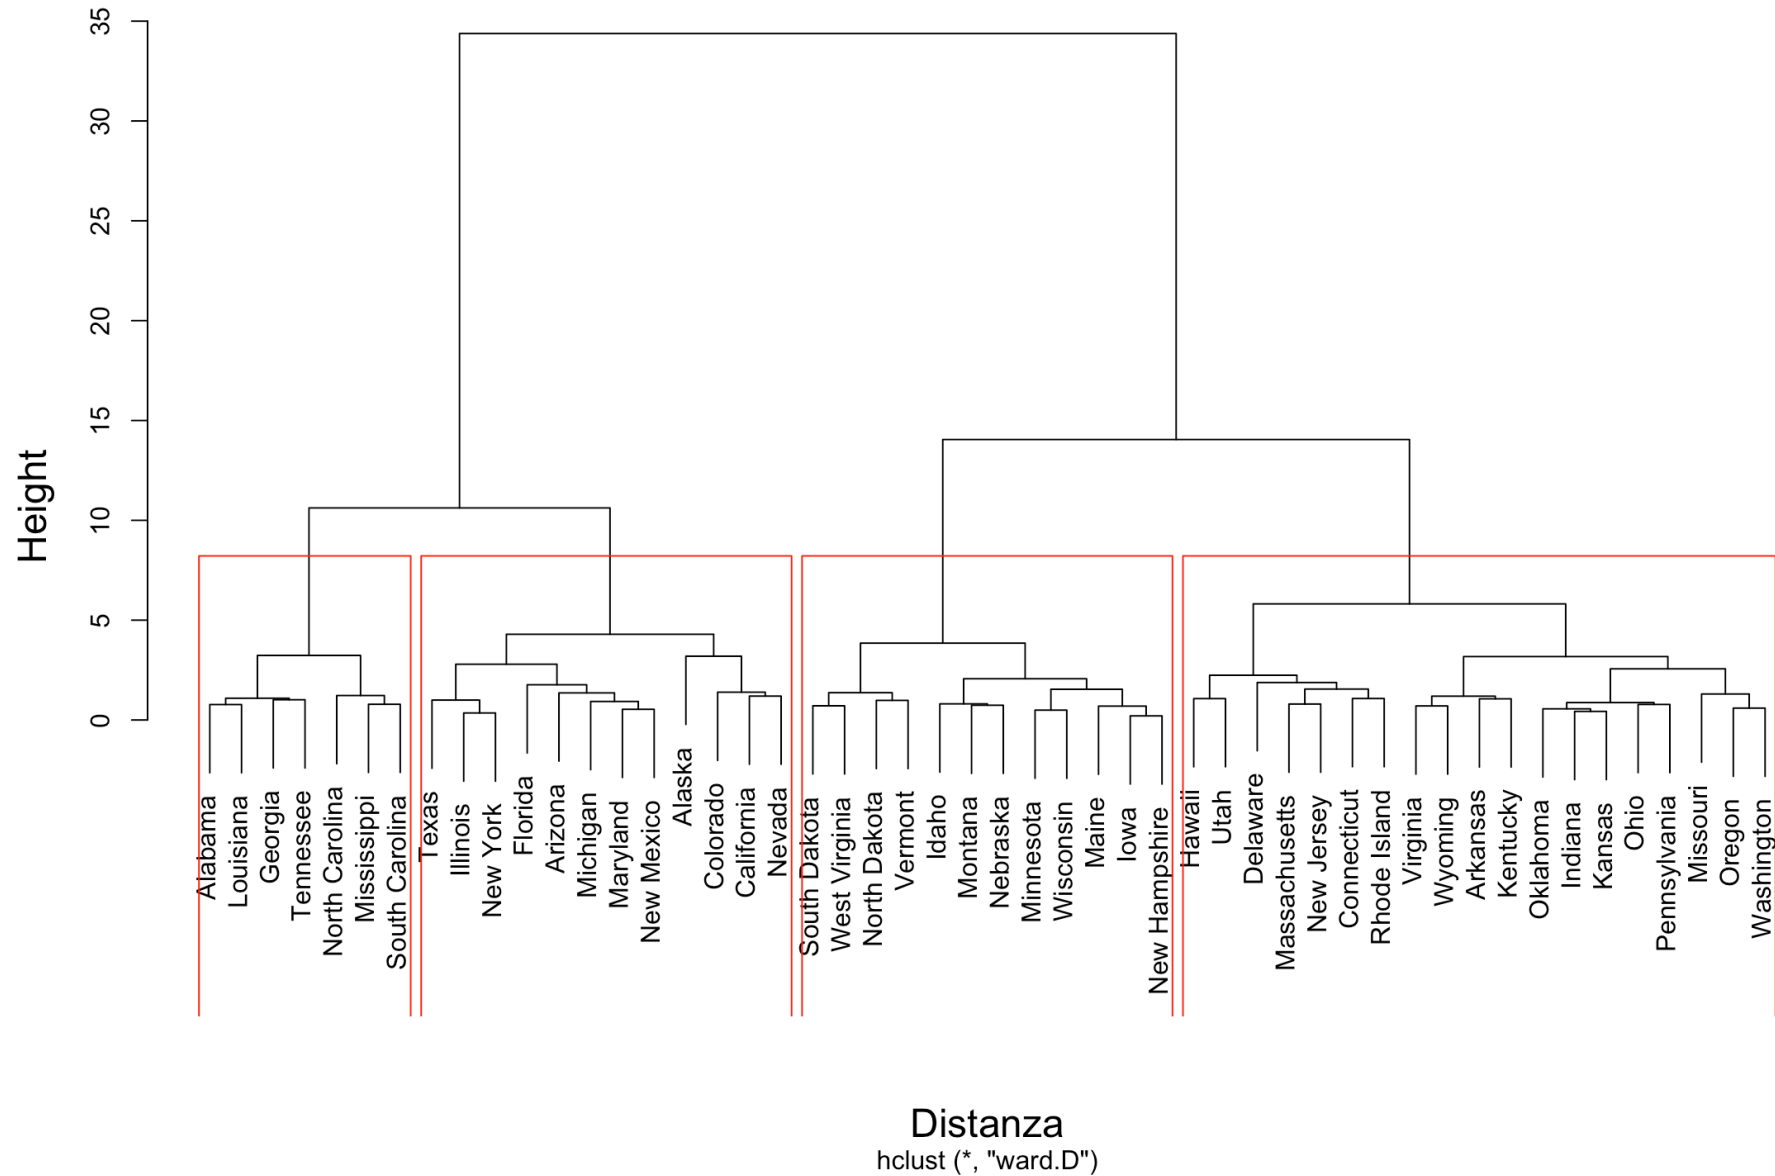 35
30
25
20
15
10
5
0
Height
Alabama
Louisiana
Georgia
Tennessee
North Carolina
Mississippi
South Carolina
Texas
Illinois
New York
Florida
Arizona
Michigan
Maryland
New Mexico
Alaska
Colorado
California
Nevada
South Dakota
West Virginia
North Dakota
Vermont
Idaho
Montana
Nebraska
Minnesota
Wisconsin
Maine
Iowa
New Hampshire
Hawaii
Utah
Delaware
Massachusetts
New Jersey
Connecticut
Rhode Island
Virginia
Wyoming
Arkansas
Kentucky
Oklahoma
Indiana
Kansas
Ohio
Pennsylvania
Missouri
Oregon
Washington
Distanza
hclust (*, "ward.D")